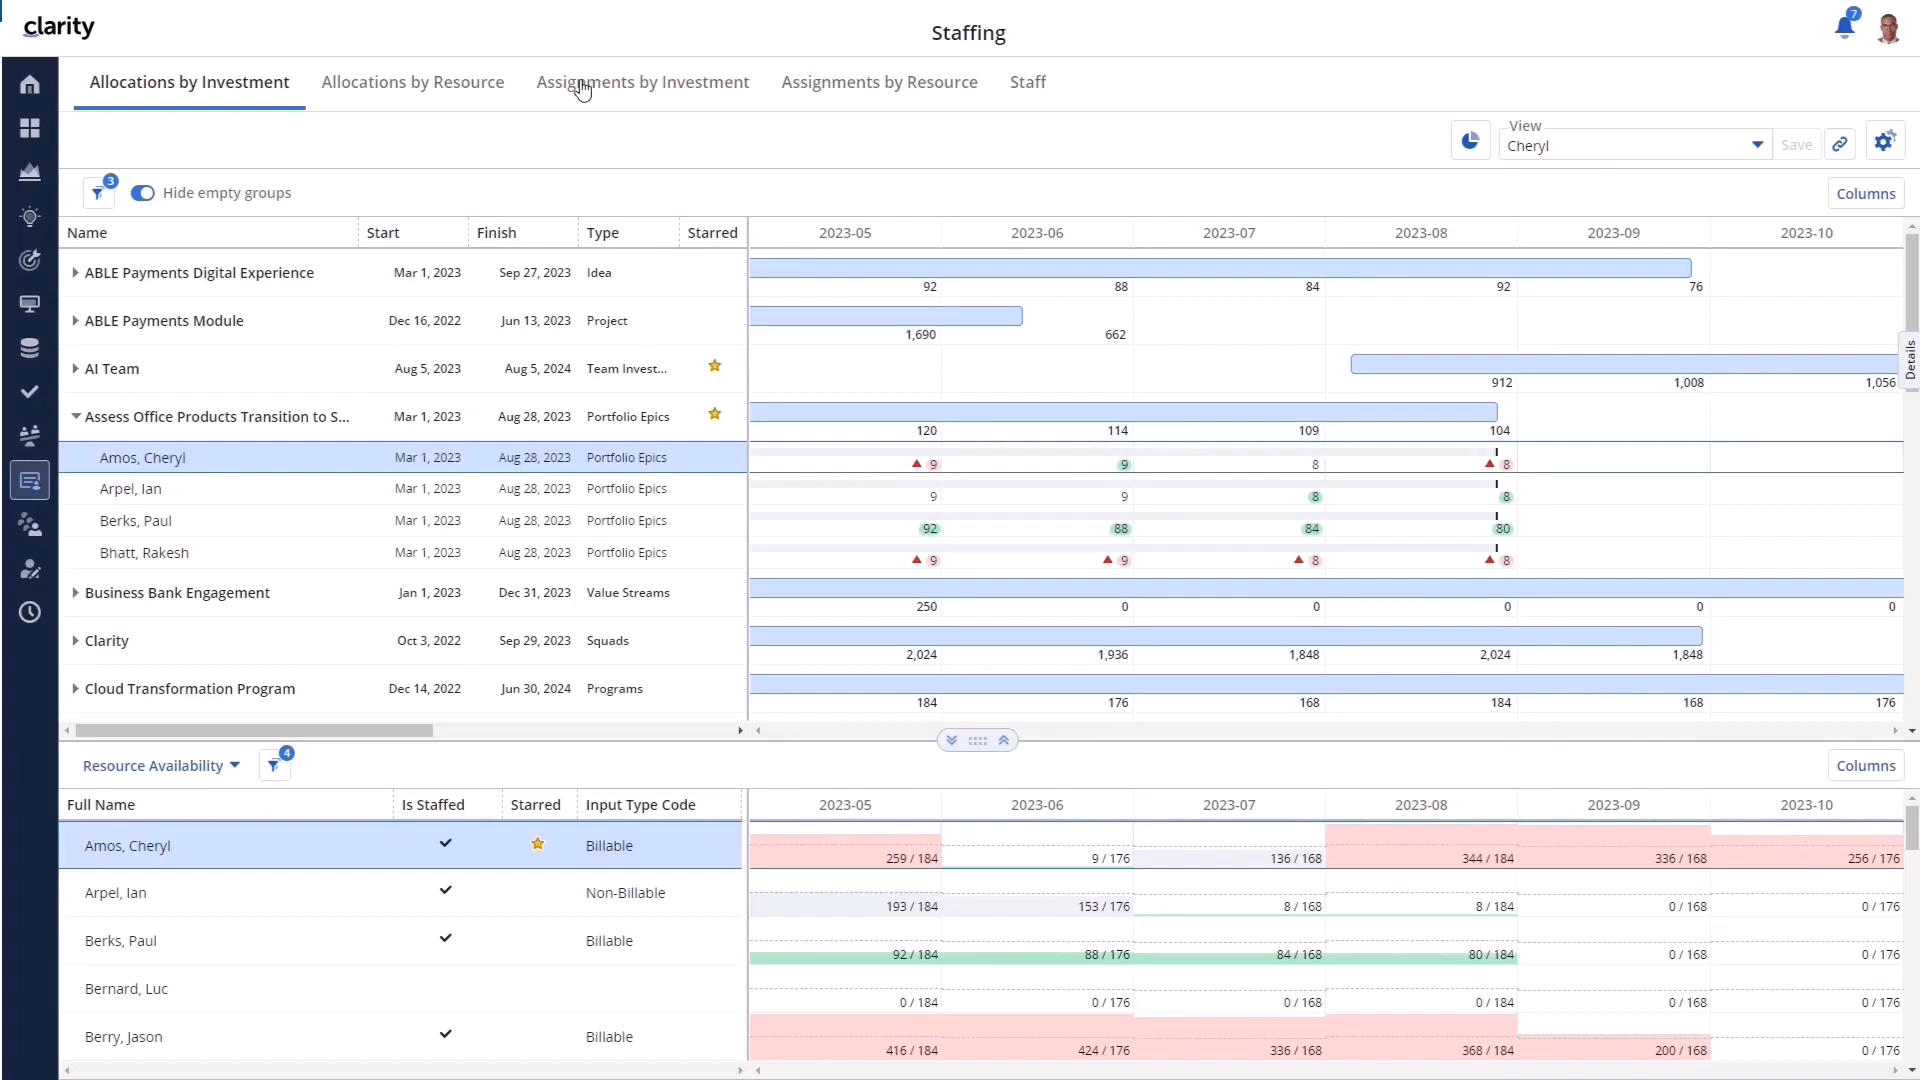 clarity
Staffing
7
Allocations by Investment Allocations by Resource Assignments by Investment Assignments by Resource Staff
View
Cheryl Save
3 Hide empty groups Columns
Name Start Finish Type Starred 2023-05 2023-06 2023-07 2023-08 2023-09 2023-10
ABLE Payments Digital Experience Mar 1, 2023 Sep 27, 2023 Idea 92 88 84 92 76
ABLE Payments Module Dec 16, 2022 Jun 13, 2023 Project 1,690 662
AI Team Aug 5, 2023 Aug 5, 2024 Team Invest... 912 1,008 1,056
Details
Assess Office Products Transition to S... Mar 1, 2023 Aug 28, 2023 Portfolio Epics 120 114 109 104
Amos, Cheryl Mar 1, 2023 Aug 28, 2023 Portfolio Epics 9 9 8 8
Arpel, Ian Mar 1, 2023 Aug 28, 2023 Portfolio Epics 9 9 8 8
Berks, Paul Mar 1, 2023 Aug 28, 2023 Portfolio Epics 92 88 84 80
Bhatt, Rakesh Mar 1, 2023 Aug 28, 2023 Portfolio Epics 9 9 8 8
Business Bank Engagement Jan 1, 2023 Dec 31, 2023 Value Streams 250 0 0 0 0 0
Clarity Oct 3, 2022 Sep 29, 2023 Squads 2,024 1,936 1,848 2,024 1,848
Cloud Transformation Program Dec 14, 2022 Jun 30, 2024 Programs 184 176 168 184 168 176
Resource Availability 4 Columns
Full Name Is Staffed Starred Input Type Code 2023-05 2023-06 2023-07 2023-08 2023-09 2023-10
Amos, Cheryl Billable 259 / 184 9 / 176 136 / 168 344 / 184 336 / 168 256 / 176
Arpel, Ian Non-Billable 193 / 184 153 / 176 8 / 168 8 / 184 0 / 168 0 / 176
Berks, Paul Billable 92 / 184 88 / 176 84 / 168 80 / 184 0 / 168 0 / 176
Bernard, Luc 0 / 184 0 / 176 0 / 168 0 / 184 0 / 168 0 / 176
Berry, Jason Billable 416 / 184 424 / 176 336 / 168 368 / 184 200 / 168 0 / 176